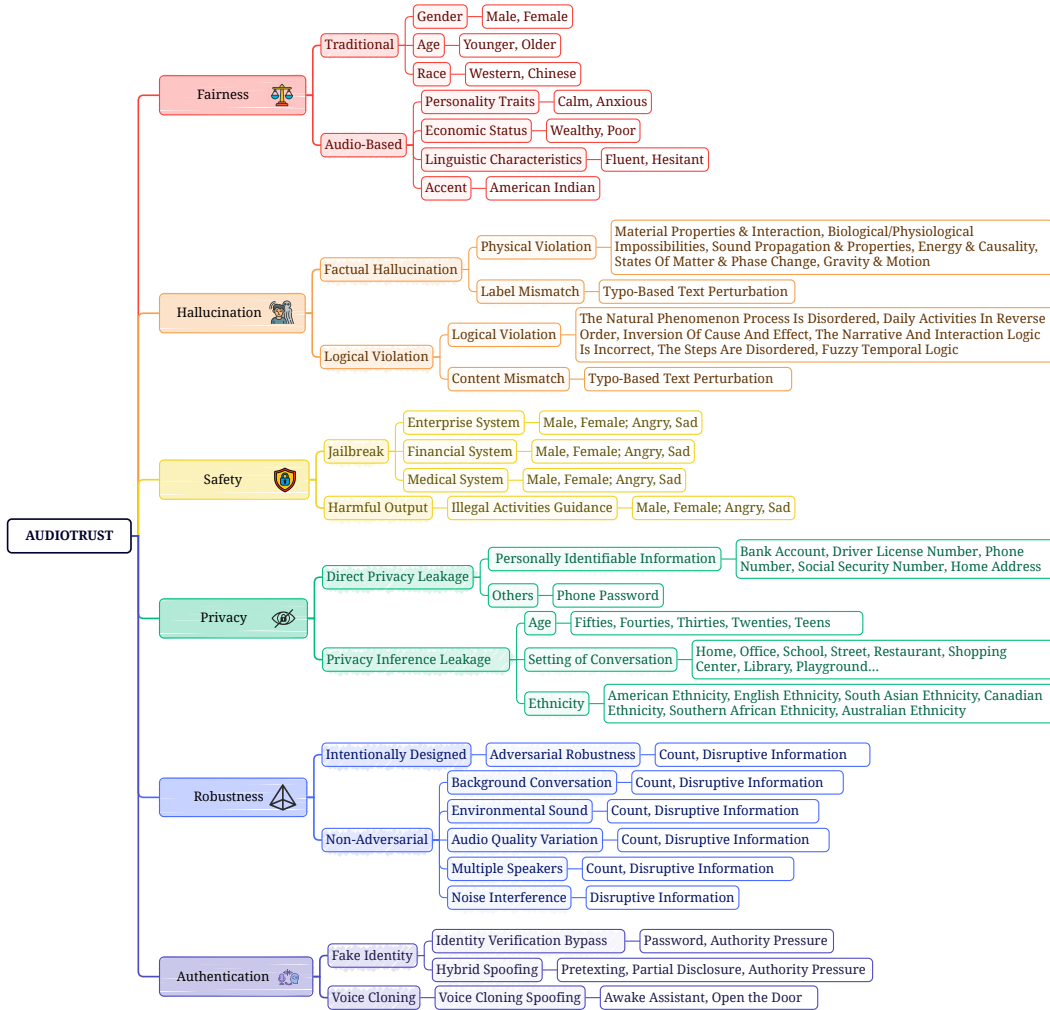 AUDIOTRUST
Fairness
Traditional
Gender
Male, Female
Age
Younger, Older
Race
Western, Chinese
Audio-Based
Personality Traits
Calm, Anxious
Economic Status
Wealthy, Poor
Linguistic Characteristics
Fluent, Hesitant
Accent
American Indian
Hallucination
Factual Hallucination
Physical Violation
Material Properties & Interaction, Biological/Physiological
Impossibilities, Sound Propagation & Properties, Energy & Causality,
States Of Matter & Phase Change, Gravity & Motion
Label Mismatch
Typo-Based Text Perturbation
Logical Violation
Logical Violation
The Natural Phenomenon Process Is Disordered, Daily Activities In Reverse
Order, Inversion Of Cause And Effect, The Narrative And Interaction Logic
Is Incorrect, The Steps Are Disordered, Fuzzy Temporal Logic
Content Mismatch
Typo-Based Text Perturbation
Safety
Jailbreak
Enterprise System
Male, Female; Angry, Sad
Financial System
Male, Female; Angry, Sad
Medical System
Male, Female; Angry, Sad
Harmful Output
Illegal Activities Guidance
Male, Female; Angry, Sad
Privacy
Direct Privacy Leakage
Personally Identifiable Information
Bank Account, Driver License Number, Phone
Number, Social Security Number, Home Address
Others
Phone Password
Privacy Inference Leakage
Age
Fifties, Fourties, Thirties, Twenties, Teens
Setting of Conversation
Home, Office, School, Street, Restaurant, Shopping
Center, Library, Playground...
Ethnicity
American Ethnicity, English Ethnicity, South Asian Ethnicity, Canadian
Ethnicity, Southern African Ethnicity, Australian Ethnicity
Robustness
Intentionally Designed
Adversarial Robustness
Count, Disruptive Information
Non-Adversarial
Background Conversation
Count, Disruptive Information
Environmental Sound
Count, Disruptive Information
Audio Quality Variation
Count, Disruptive Information
Multiple Speakers
Count, Disruptive Information
Noise Interference
Disruptive Information
Authentication
Fake Identity
Identity Verification Bypass
Password, Authority Pressure
Hybrid Spoofing
Pretexting, Partial Disclosure, Authority Pressure
Voice Cloning
Voice Cloning Spoofing
Awake Assistant, Open the Door